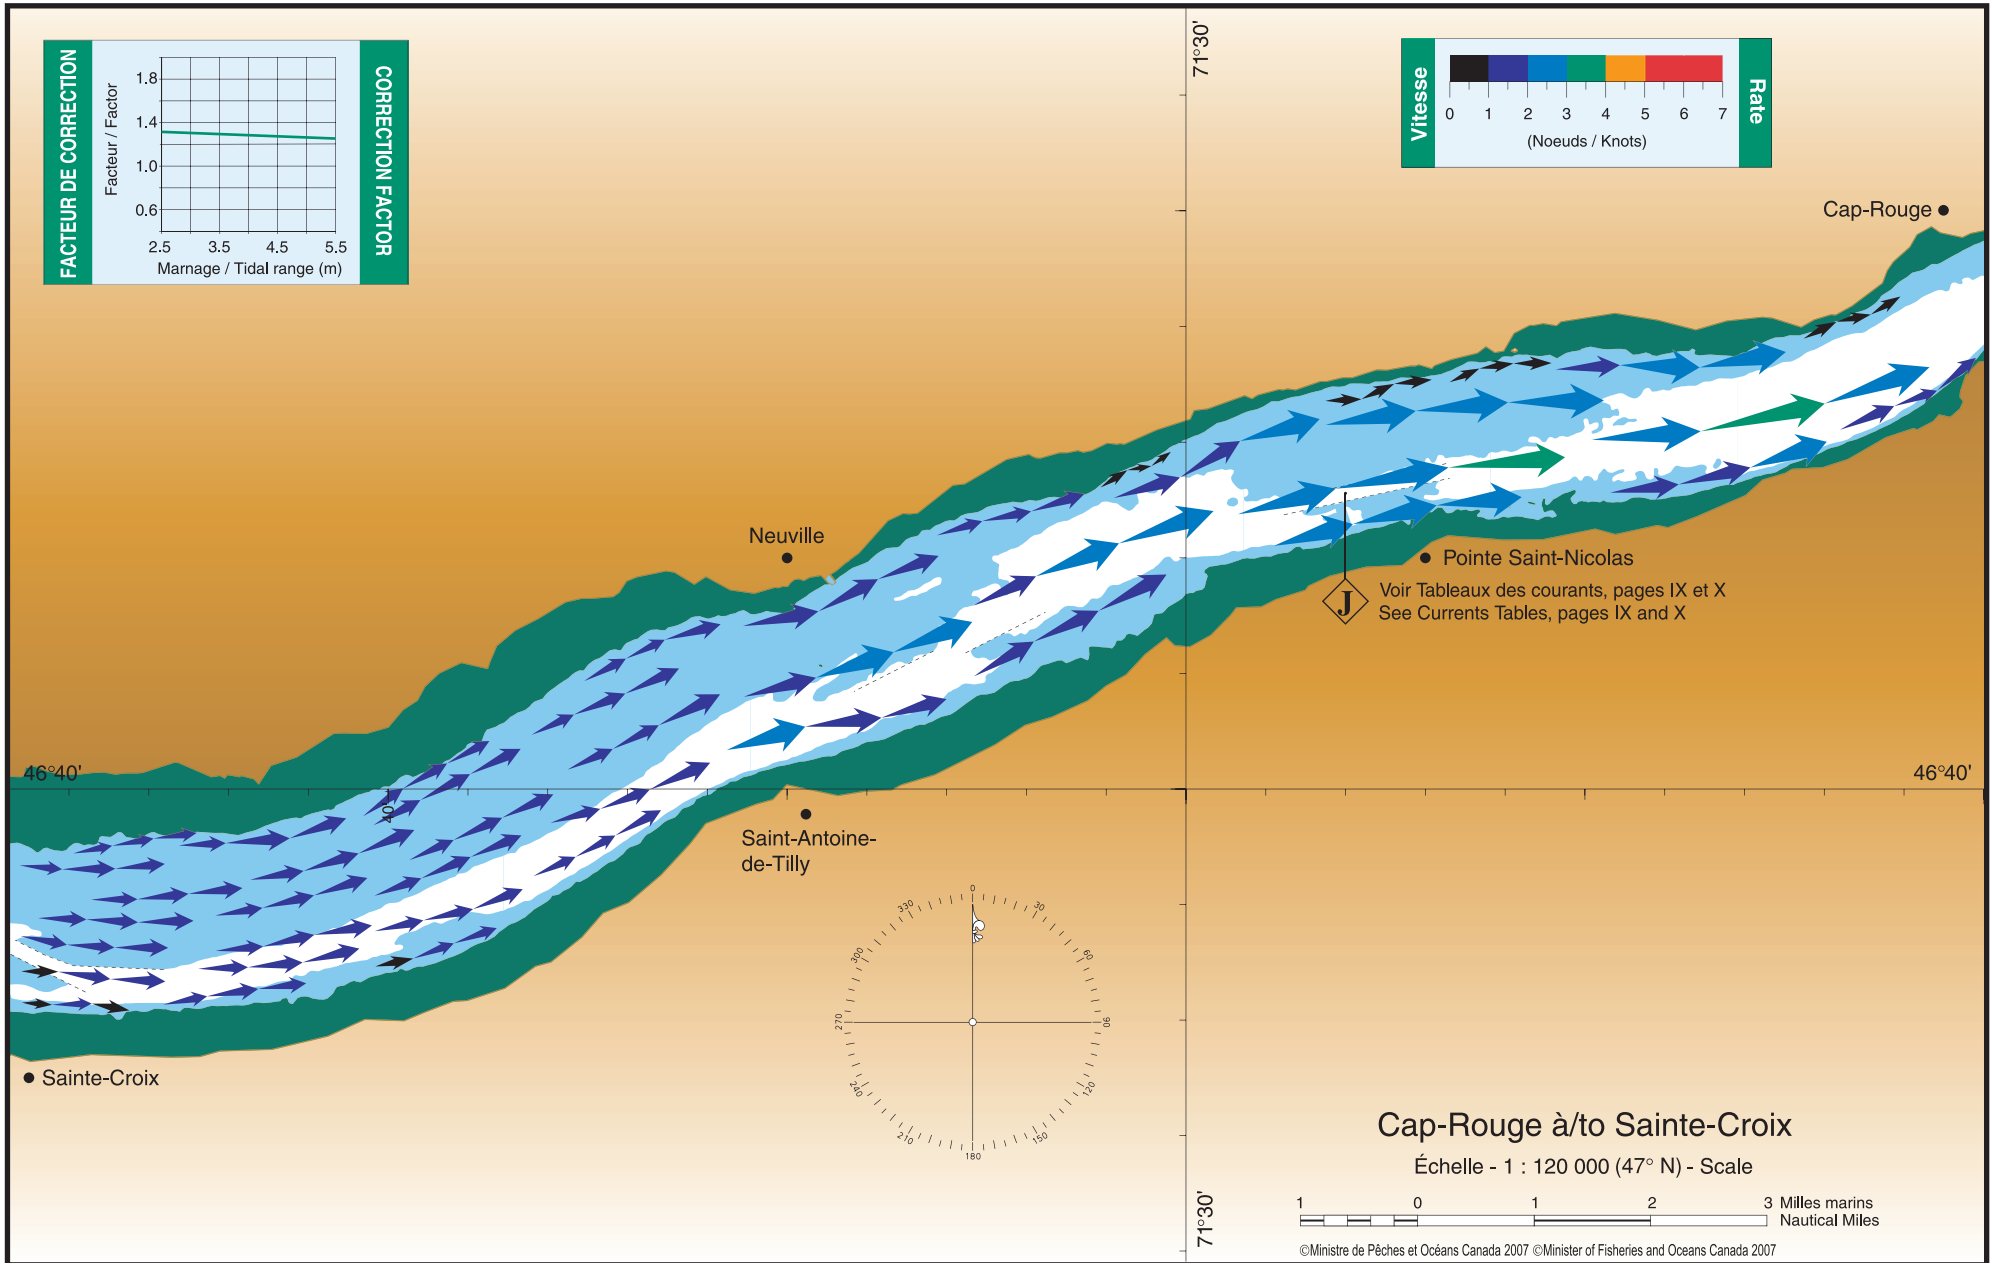 FACTEUR DE CORRECTION
Facteur / Factor
1.8
1.4
1.0
0.6
2.5 3.5 4.5 5.5
Marnage / Tidal range (m)
CORRECTION FACTOR
71°30'
Vitesse
0 1 2 3 4 5 6 7
(Noeuds / Knots)
Rate
Cap-Rouge
Neuville
Pointe Saint-Nicolas
J
Voir Tableaux des courants, pages IX et X
See Currents Tables, pages IX and X
46°40'
46°40'
40'
Saint-Antoine-
de-Tilly
Sainte-Croix
0
30
60
90
120
150
180
210
240
270
300
330
Cap-Rouge à/to Sainte-Croix
Échelle - 1 : 120 000 (47° N) - Scale
1 0 1 2 3 Milles marins
Nautical Miles
71°30'
©Ministre de Pêches et Océans Canada 2007 ©Minister of Fisheries and Oceans Canada 2007